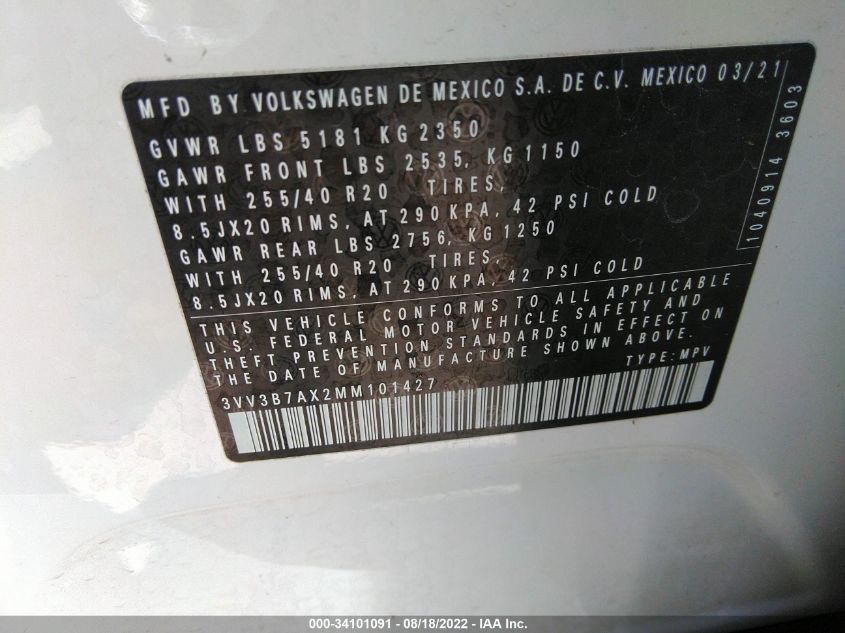 MFD BY VOLKSWAGEN DE MEXICO S.A. DE C.V. MEXICO 03/21
GVWR LBS 5181 KG 2350
GAWR FRONT LBS 2535, KG 1150
WITH 255/40 R20 TIRES,
8.5JX20 RIMS, AT 290 KPA, 42 PSI COLD
GAWR REAR LBS 2756, KG 1250
WITH 255/40 R20 TIRES,
8.5JX20 RIMS, AT 290 KPA, 42 PSI COLD
THIS VEHICLE CONFORMS TO ALL APPLICABLE
U.S. FEDERAL MOTOR VEHICLE SAFETY AND
THEFT PREVENTION STANDARDS IN EFFECT ON
THE DATE OF MANUFACTURE SHOWN ABOVE.
TYPE: MPV
3VV3B7AX2MM101427
1040914 3603
000-34101091 - 08/18/2022 - IAA Inc.